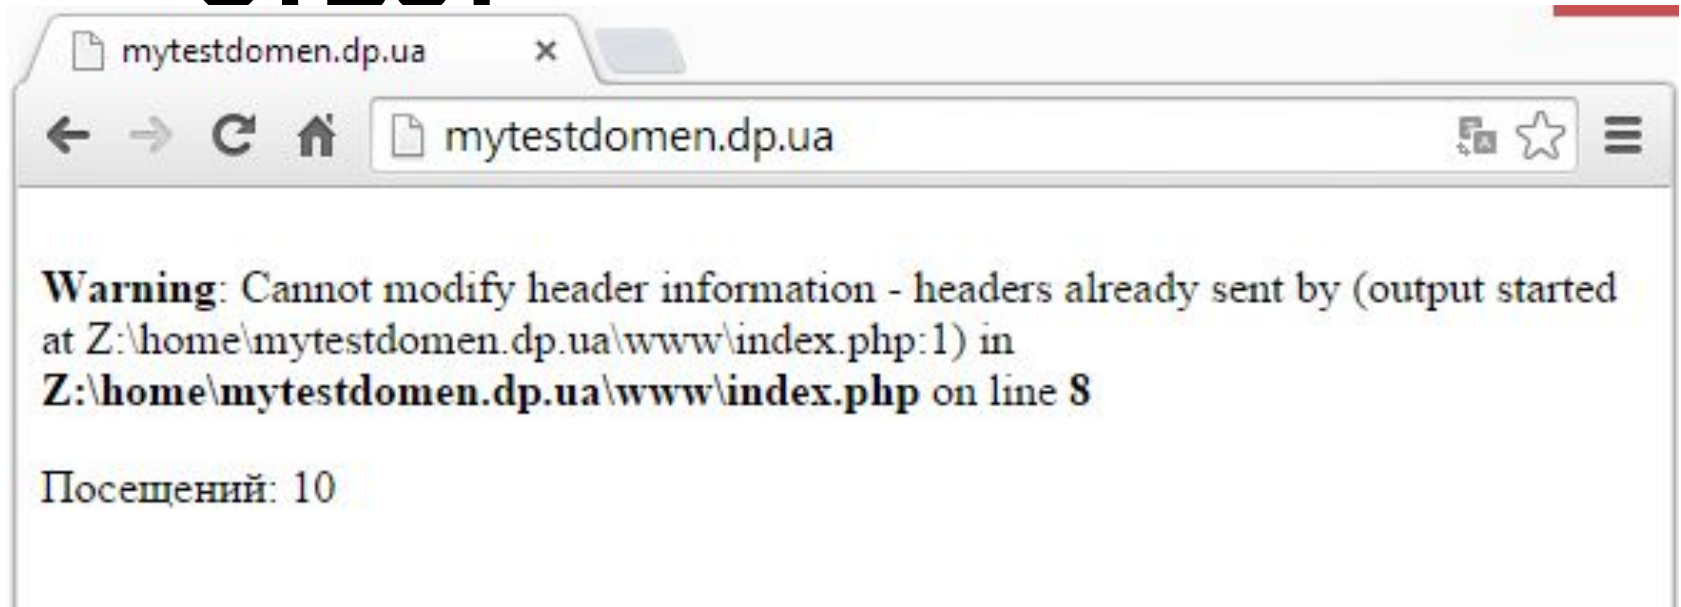 mytestdomen.dp.ua
mytestdomen.dp.ua
Warning: Cannot modify header information - headers already sent by (output started
at Z:\home\mytestdomen.dp.ua\www\index.php:1) in
Z:\home\mytestdomen.dp.ua\www\index.php on line 8
Посещений: 10